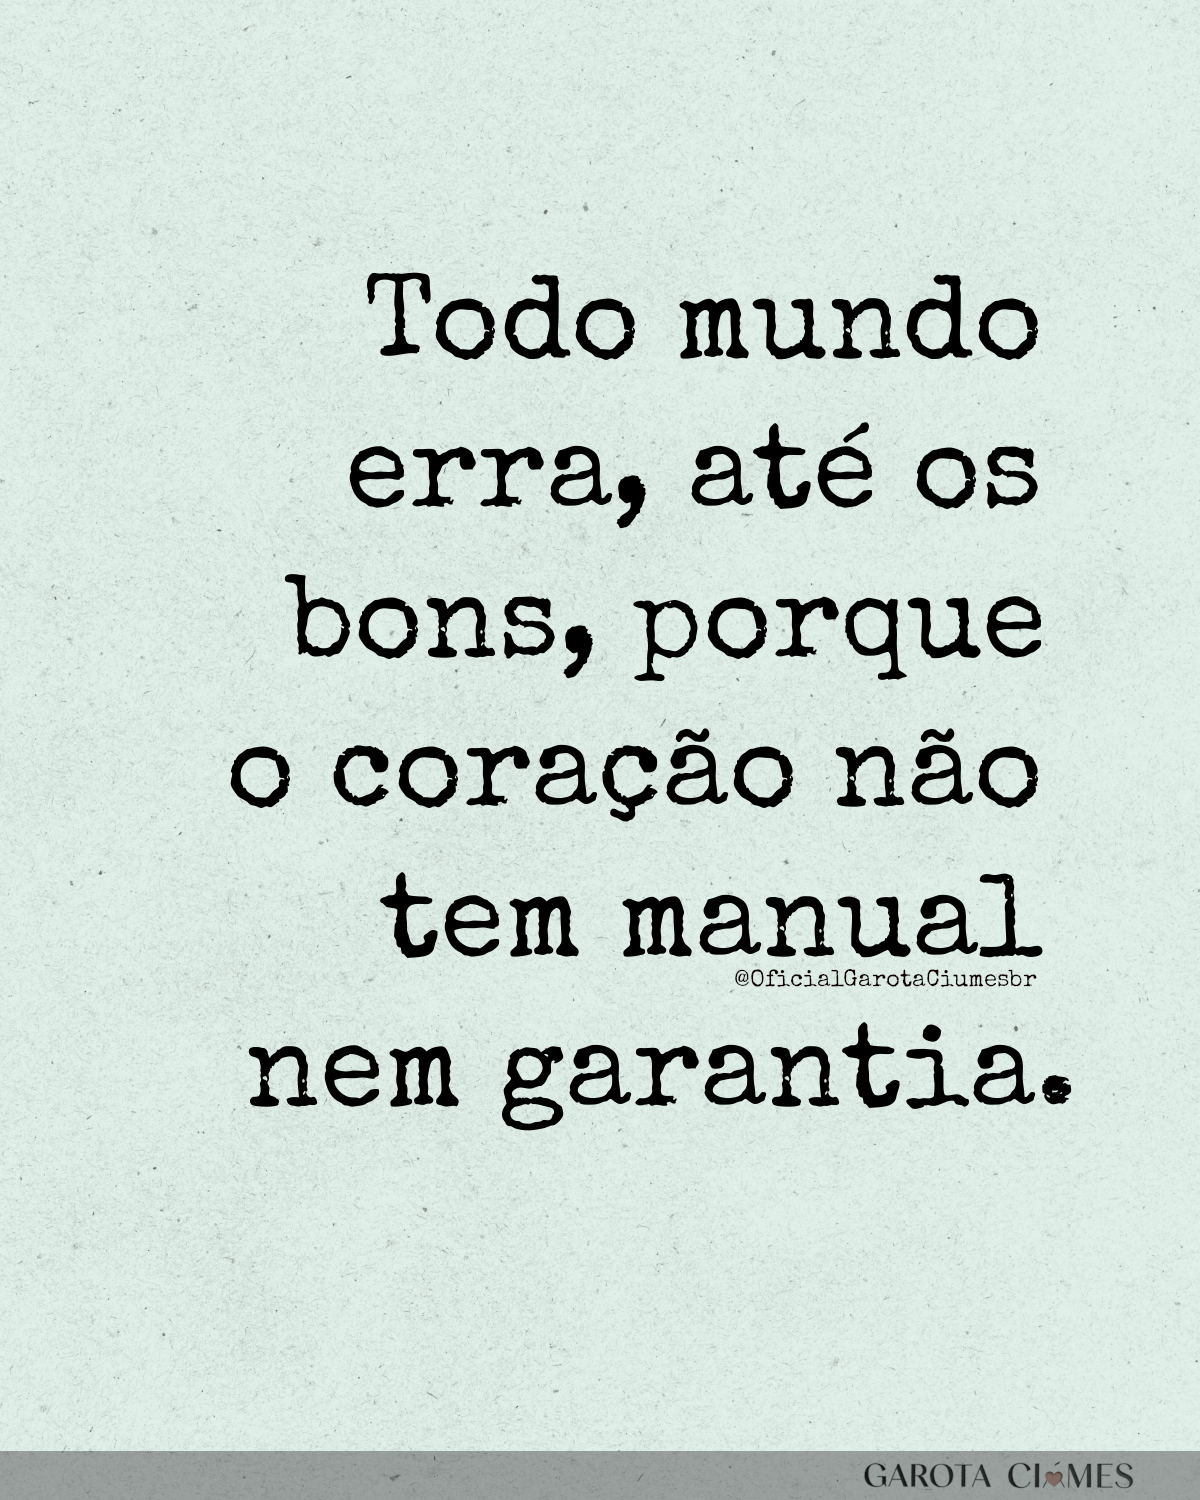 Todo mundo
erra, até os
bons, porque
o coração não
tem manual
@OficialGarotaCiumesbr
nem garantia.
GAROTA CIÚMES